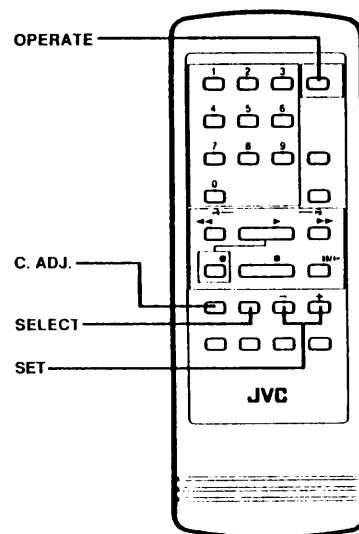 OPERATE
1 2 3
4 5 6
7 8 9
0
C. ADJ.
SELECT
− +
SET
JVC